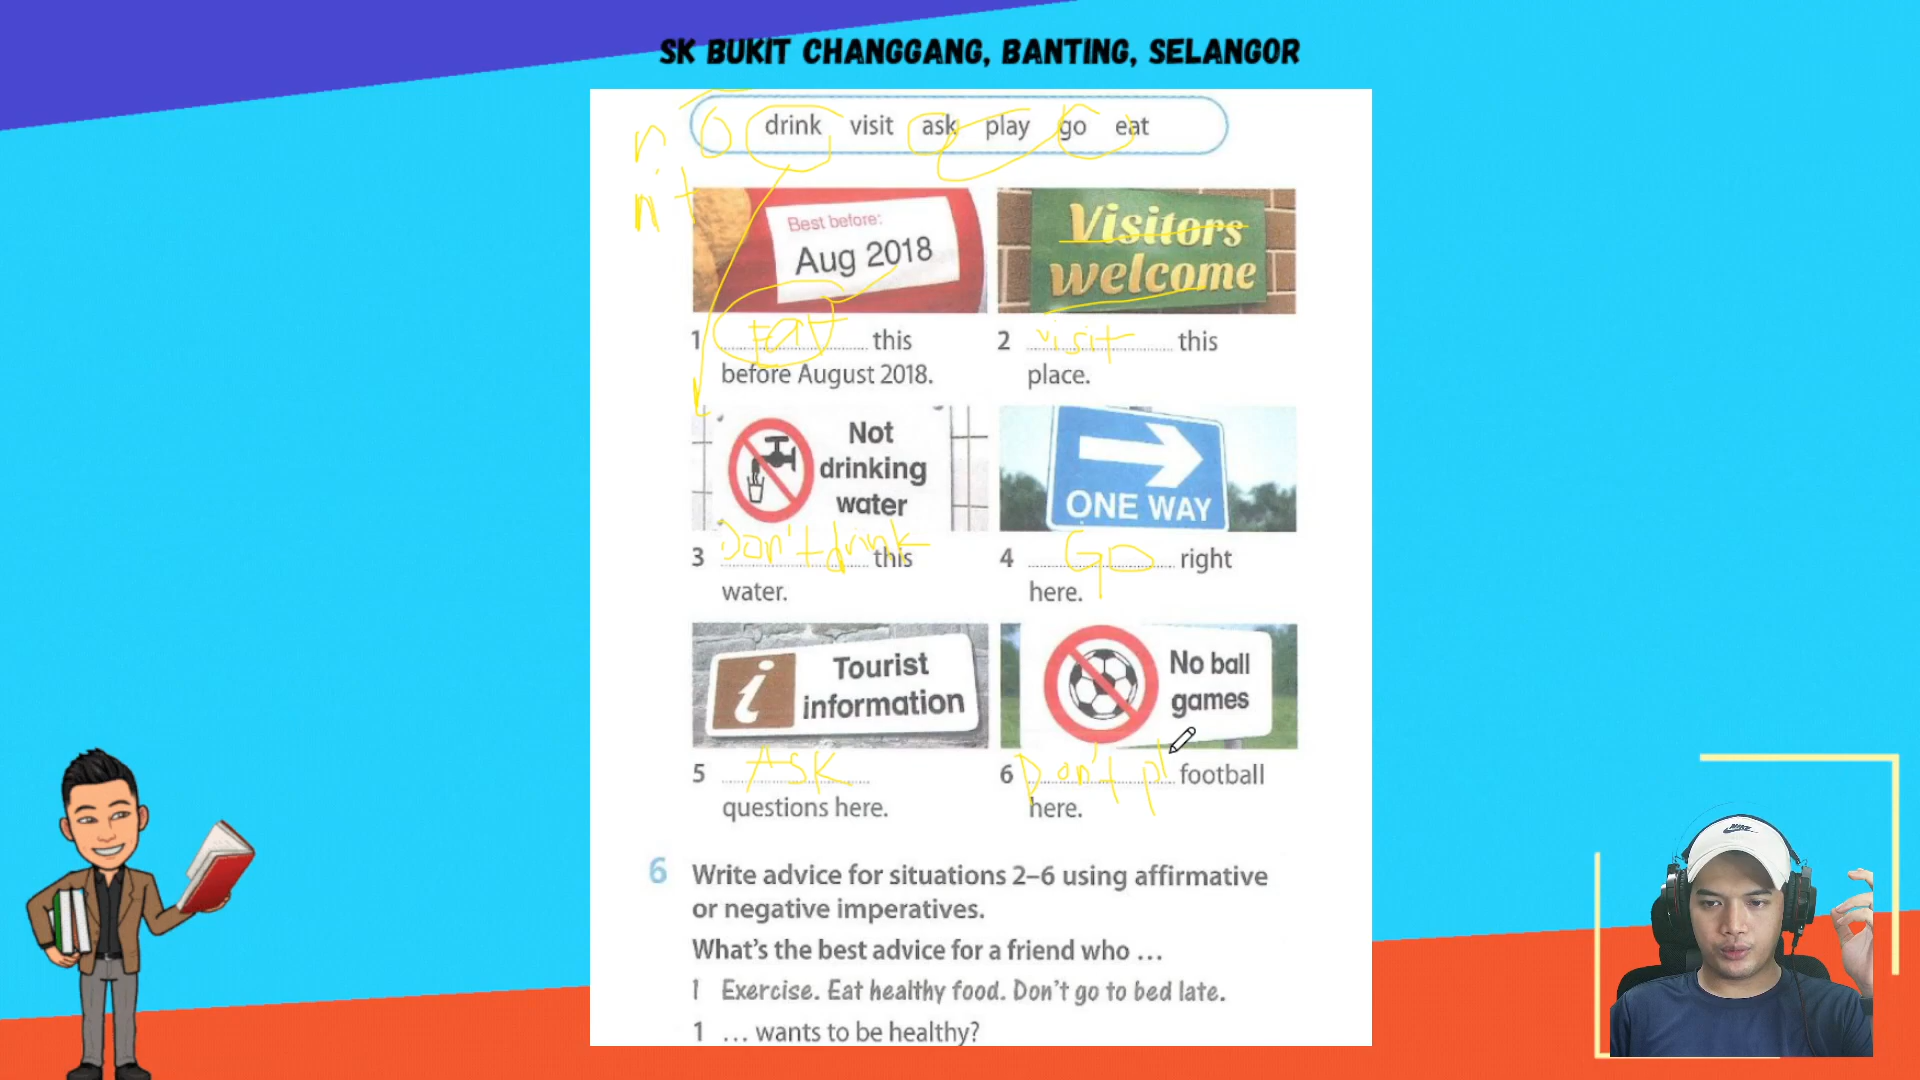 SK BUKIT CHANGGANG, BANTING, SELANGOR
no drink visit ask play go eat
n't
Best before:
Aug 2018
Visitors
welcome
1 Eat this
before August 2018.
2 visit this
place.
Not
drinking
water
ONE WAY
3 Don't drink this
water.
4 Go right
here.
i Tourist
information
No ball
games
5 Ask
questions here.
6 Don't pl football
here.
6 Write advice for situations 2–6 using affirmative
or negative imperatives.
What's the best advice for a friend who ...
1 Exercise. Eat healthy food. Don't go to bed late.
1 ... wants to be healthy?
NIKE